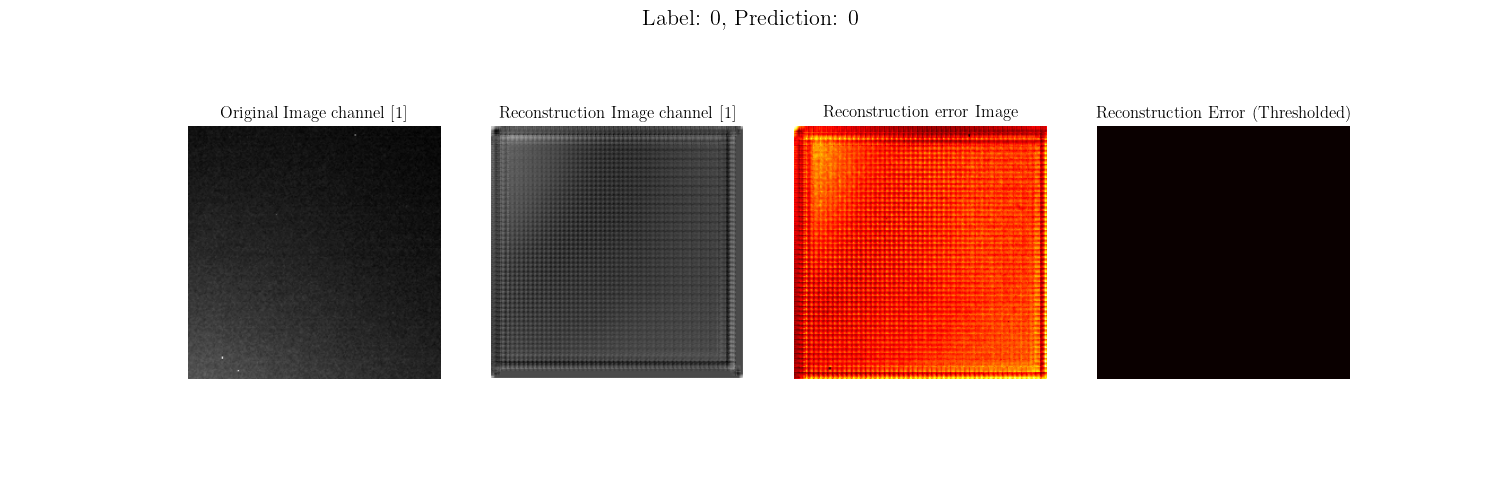 Label: 0, Prediction: 0
Original Image channel [1]
Reconstruction Image channel [1]
Reconstruction error Image
Reconstruction Error (Thresholded)